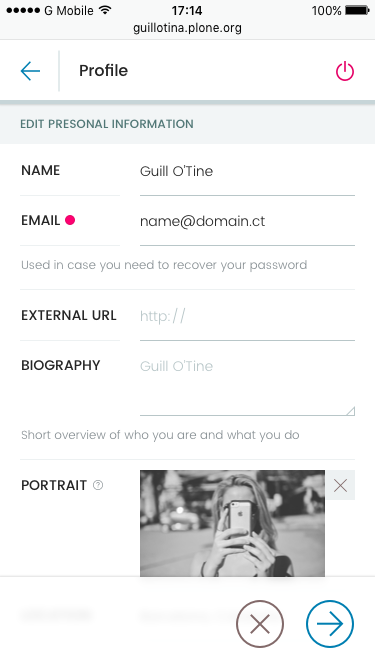 G Mobile 17:14 100%
guillotina.plone.org
Profile
EDIT PRESONAL INFORMATION
NAME Guill O'Tine
EMAIL name@domain.ct
Used in case you need to recover your password
EXTERNAL URL http://
BIOGRAPHY Guill O'Tine
Short overview of who you are and what you do
PORTRAIT ?